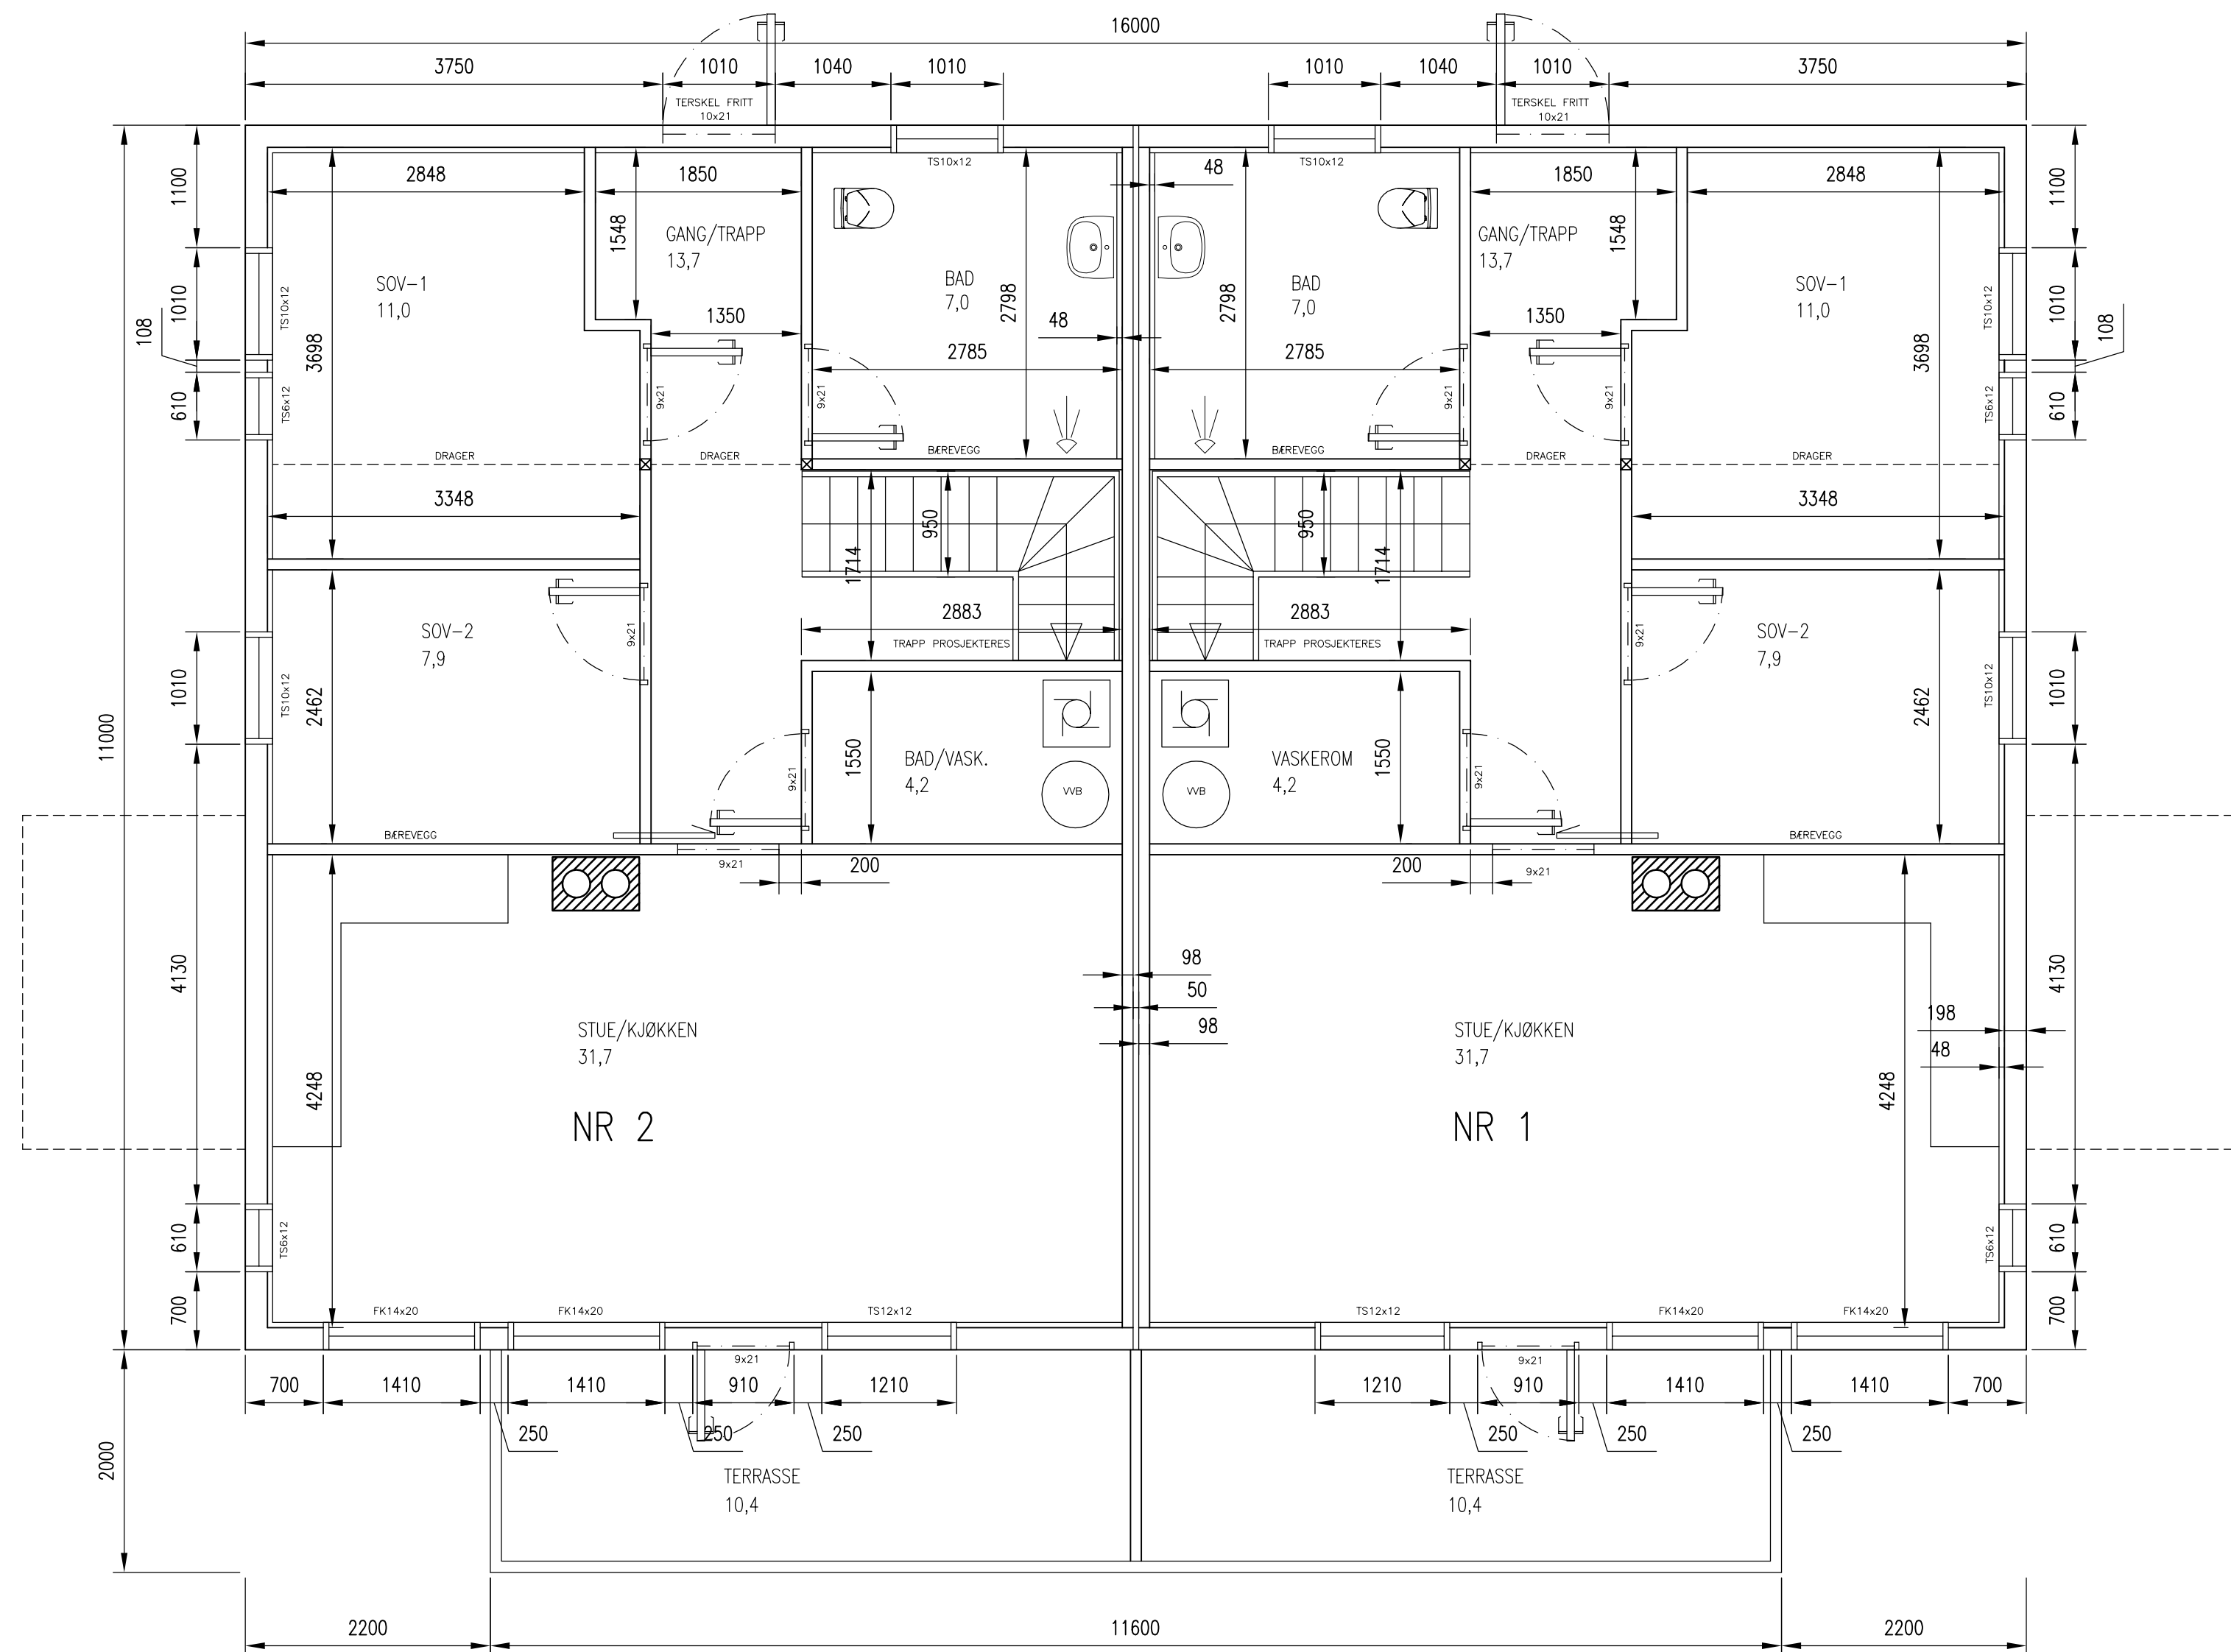 16000
3750 1010 1040 1010 1010 1040 1010 3750
TERSKEL FRITT
10x21
TERSKEL FRITT
10x21
TS10x12 TS10x12
1100 2848 1850 48 1850 2848 1100
1548 1548
GANG/TRAPP
13,7
GANG/TRAPP
13,7
SOV-1
11,0
BAD
7,0
BAD
7,0
SOV-1
11,0
1010 TS10x12 2798 2798 TS10x12 1010
108 3698 1350 48 1350 3698 108
2785 2785
610 TS6x12 9x21 9x21 9x21 9x21 TS6x12 610
DRAGER DRAGER BÆREVEGG BÆREVEGG DRAGER DRAGER
3348 950 950 3348
1714 1714
2883 2883
TRAPP PROSJEKTERES TRAPP PROSJEKTERES
SOV-2
7,9
SOV-2
7,9
9x21 9x21
1010 TS10x12 2462 2462 TS10x12 1010
11000
BAD/VASK.
4,2
VASKEROM
4,2
1550 1550
9x21 9x21
VVB VVB
BÆREVEGG BÆREVEGG
9x21 200 200 9x21
4130 4130
98
50
98
198
48
STUE/KJØKKEN
31,7
STUE/KJØKKEN
31,7
4248 4248
NR 2 NR 1
610 TS6x12 TS6x12 610
700 700
FK14x20 FK14x20 TS12x12 TS12x12 FK14x20 FK14x20
9x21 9x21
700 1410 1410 910 1210 1210 910 1410 1410 700
250 250 250 250 250 250
2000
TERRASSE
10,4
TERRASSE
10,4
2200 11600 2200